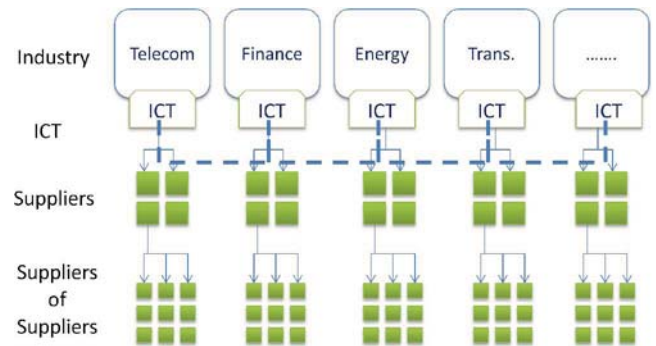 Industry
Telecom
Finance
Energy
Trans.
.......
ICT
ICT
ICT
ICT
ICT
ICT
Suppliers
Suppliers
of
Suppliers